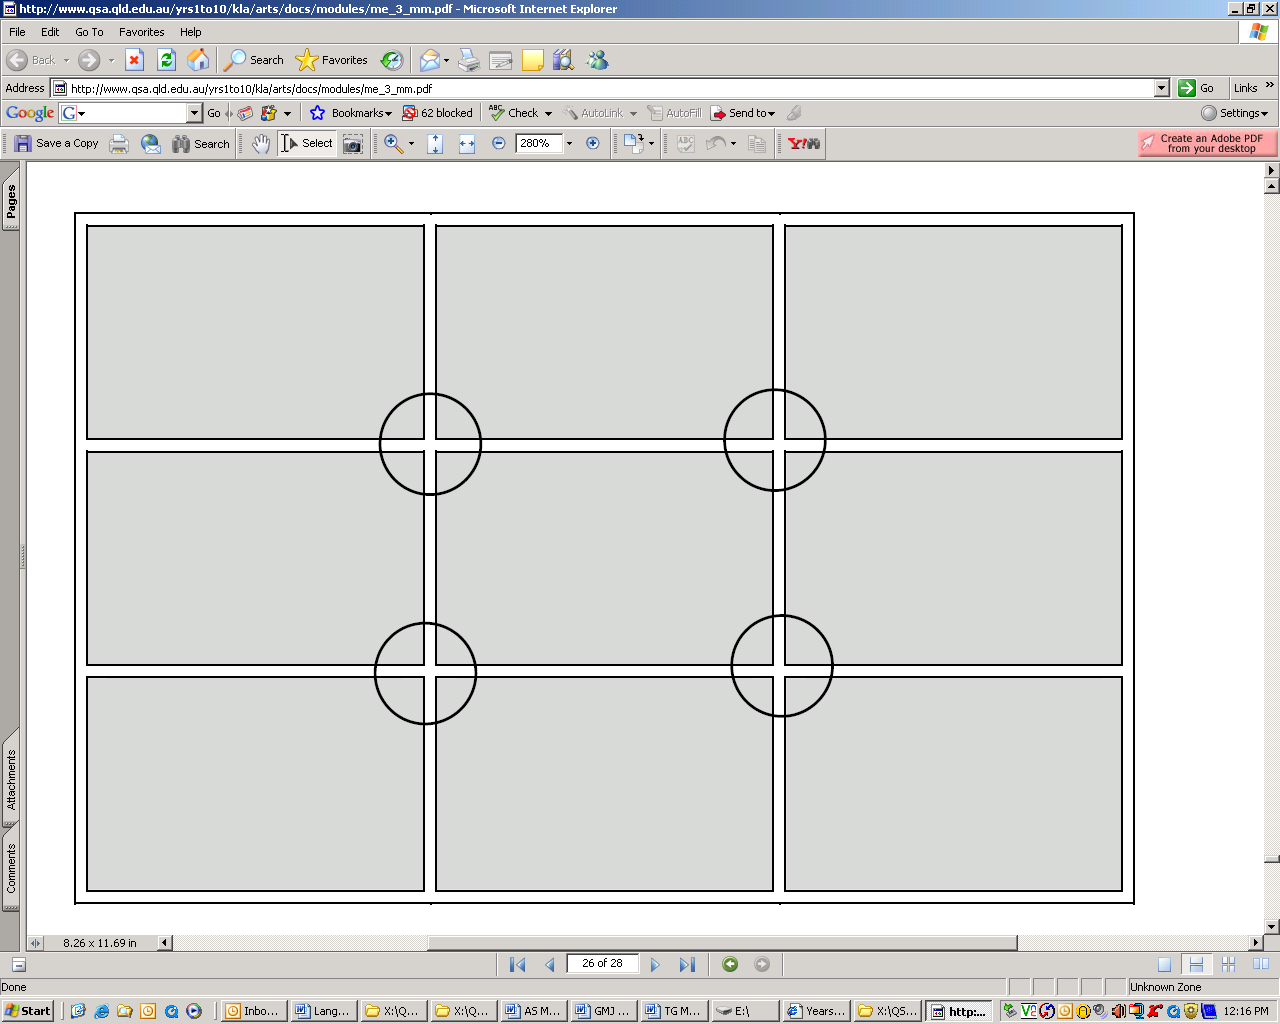 http://www.qsa.qld.edu.au/yrs1to10/kla/arts/docs/modules/me_3_mm.pdf - Microsoft Internet Explorer
File Edit Go To Favorites Help
Back Search Favorites
Address http://www.qsa.qld.edu.au/yrs1to10/kla/arts/docs/modules/me_3_mm.pdf Go Links »
Google G Go Bookmarks 62 blocked ABC Check AutoLink AutoFill Send to Settings
Save a Copy Search Select 280% ABC Y! Create an Adobe PDF
from your desktop
Pages
Attachments
Comments
8.26 x 11.69 in
26 of 28
Done Unknown Zone
Start Inbo... Lang... X:\Q... X:\Q... AS M... GMJ ... TG M... E:\ Years... X:\QS... http:... 12:16 PM